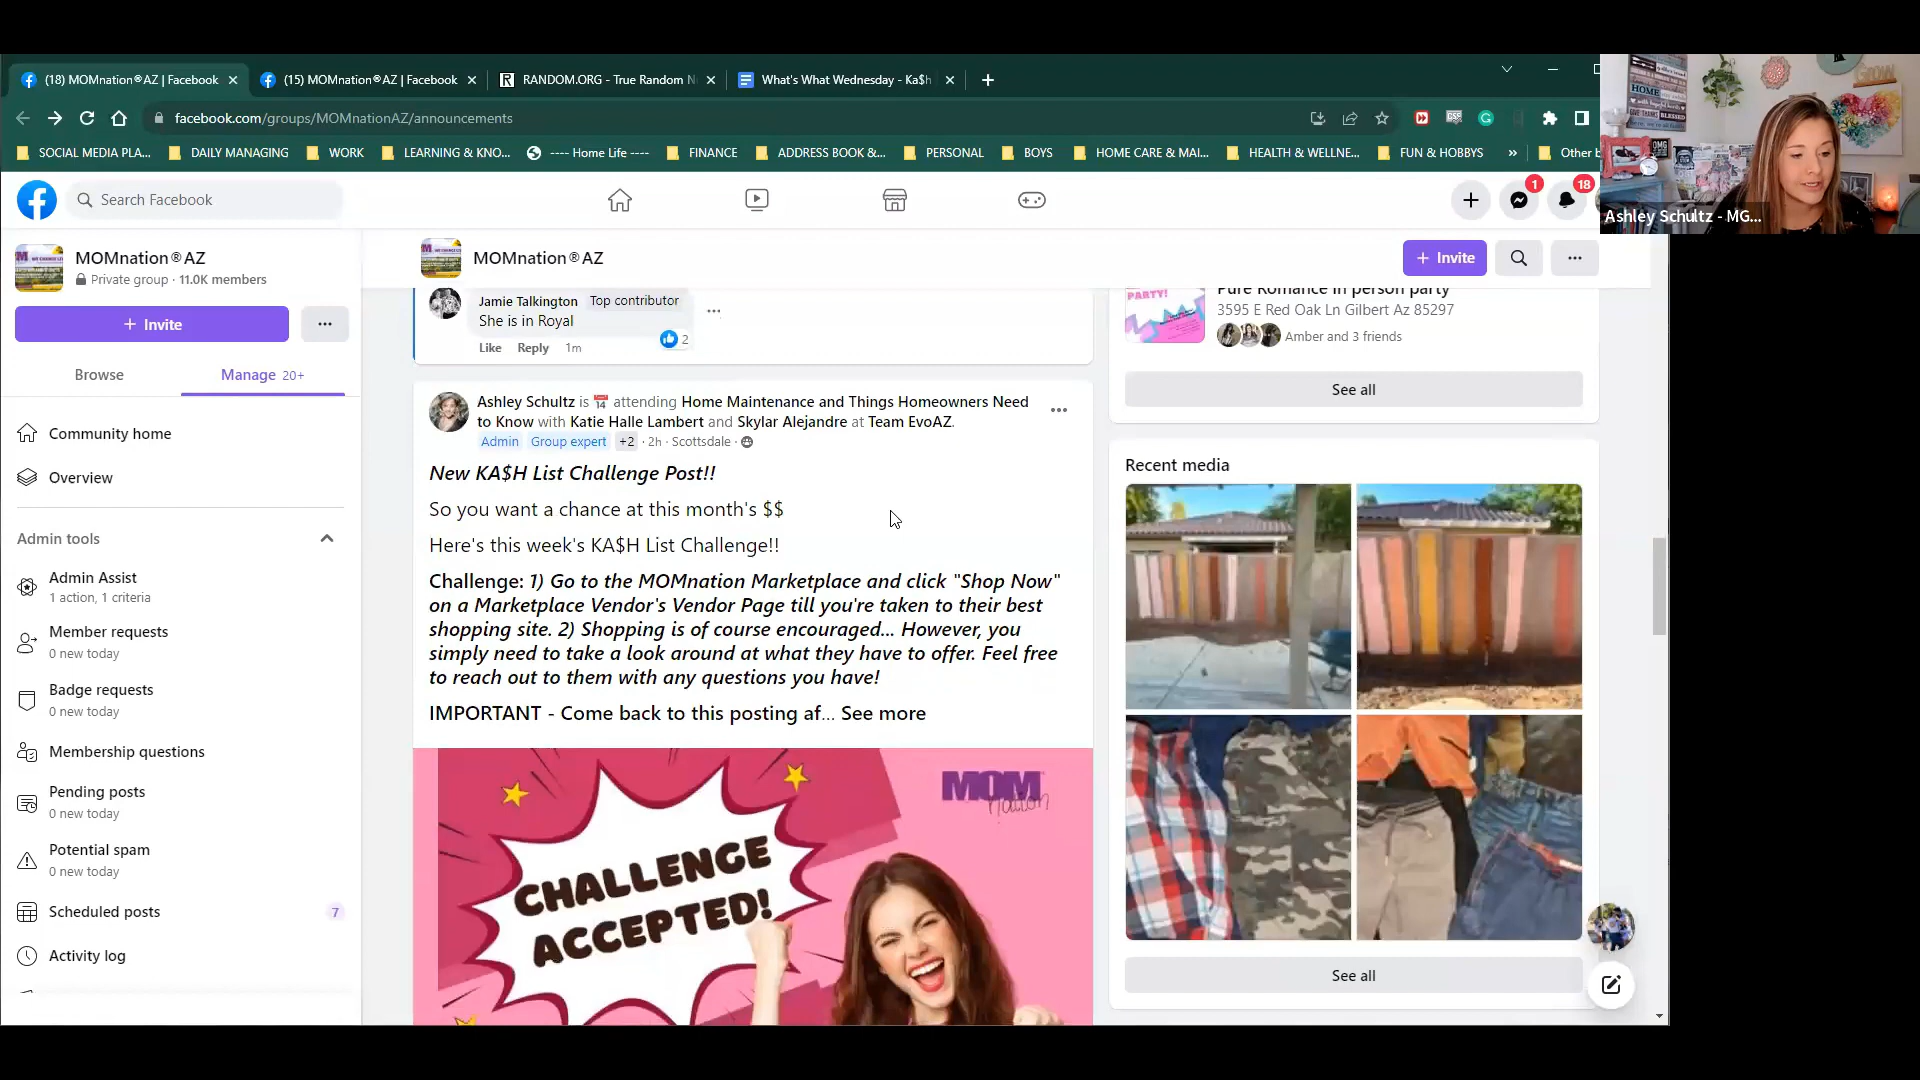 (18) MOMnation®AZ | Facebook
(15) MOMnation®AZ | Facebook
RANDOM.ORG - True Random N
What's What Wednesday - Ka$h
facebook.com/groups/MOMnationAZ/announcements
SOCIAL MEDIA PLA...
DAILY MANAGING
WORK
LEARNING & KNO...
---- Home Life ----
FINANCE
ADDRESS BOOK &...
PERSONAL
BOYS
HOME CARE & MAI...
HEALTH & WELLNE...
FUN & HOBBYS
»
Other b
HOME
Ashley Schultz - MG...
Search Facebook
1
18
MOMnation®AZ
Private group · 11.0K members
+ Invite
...
Browse
Manage 20+
Community home
Overview
Admin tools
Admin Assist
1 action, 1 criteria
Member requests
0 new today
Badge requests
0 new today
Membership questions
Pending posts
0 new today
Potential spam
0 new today
Scheduled posts
7
Activity log
MOMnation®AZ
+ Invite
...
Jamie Talkington Top contributor
She is in Royal
Like Reply 1m
2
Ashley Schultz is 📅 attending Home Maintenance and Things Homeowners Need
to Know with Katie Halle Lambert and Skylar Alejandre at Team EvoAZ.
Admin Group expert +2 · 2h · Scottsdale ·
New KA$H List Challenge Post!!
So you want a chance at this month's $$
Here's this week's KA$H List Challenge!!
Challenge: 1) Go to the MOMnation Marketplace and click "Shop Now"
on a Marketplace Vendor's Vendor Page till you're taken to their best
shopping site. 2) Shopping is of course encouraged... However, you
simply need to take a look around at what they have to offer. Feel free
to reach out to them with any questions you have!
IMPORTANT - Come back to this posting af... See more
MOM
nation
CHALLENGE
ACCEPTED!
PARTY!
Pure Romance in person party
3595 E Red Oak Ln Gilbert Az 85297
Amber and 3 friends
See all
Recent media
See all